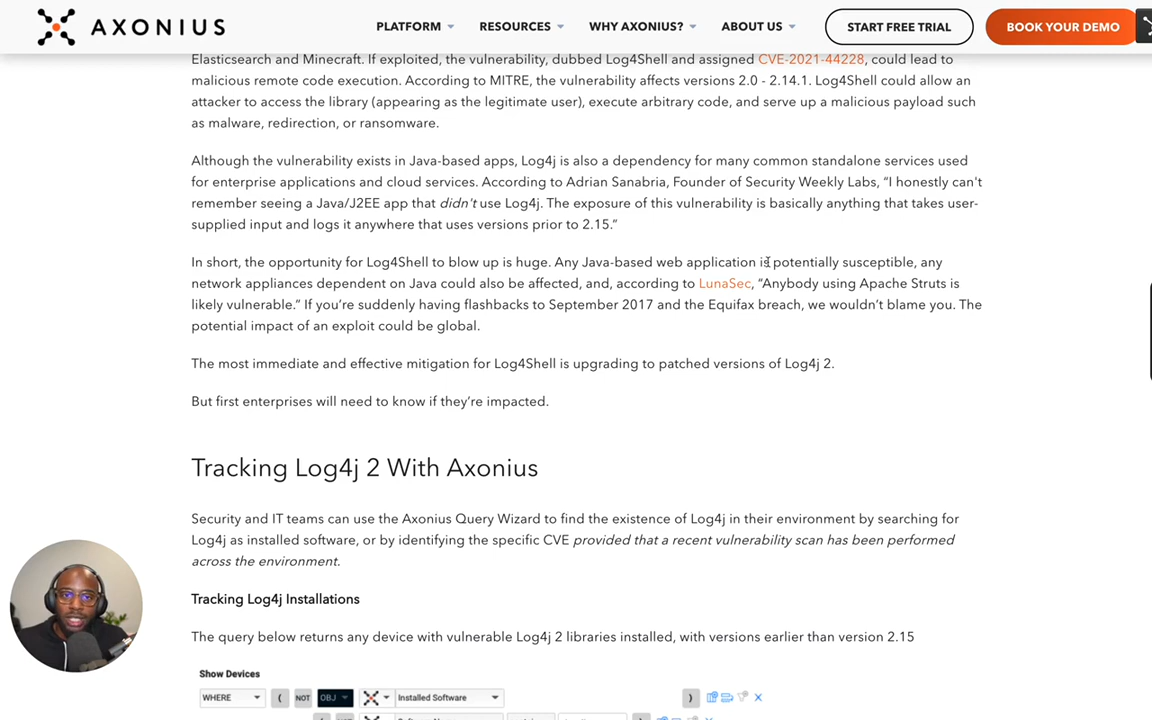 AXONIUS
PLATFORM RESOURCES WHY AXONIUS? ABOUT US START FREE TRIAL BOOK YOUR DEMO
Elasticsearch and Minecraft. If exploited, the vulnerability, dubbed Log4Shell and assigned CVE-2021-44228, could lead to
malicious remote code execution. According to MITRE, the vulnerability affects versions 2.0 - 2.14.1. Log4Shell could allow an
attacker to access the library (appearing as the legitimate user), execute arbitrary code, and serve up a malicious payload such
as malware, redirection, or ransomware.
Although the vulnerability exists in Java-based apps, Log4j is also a dependency for many common standalone services used
for enterprise applications and cloud services. According to Adrian Sanabria, Founder of Security Weekly Labs, “I honestly can't
remember seeing a Java/J2EE app that didn't use Log4j. The exposure of this vulnerability is basically anything that takes user-
supplied input and logs it anywhere that uses versions prior to 2.15.”
In short, the opportunity for Log4Shell to blow up is huge. Any Java-based web application is potentially susceptible, any
network appliances dependent on Java could also be affected, and, according to LunaSec, “Anybody using Apache Struts is
likely vulnerable.” If you’re suddenly having flashbacks to September 2017 and the Equifax breach, we wouldn’t blame you. The
potential impact of an exploit could be global.
The most immediate and effective mitigation for Log4Shell is upgrading to patched versions of Log4j 2.
But first enterprises will need to know if they’re impacted.
Tracking Log4j 2 With Axonius
Security and IT teams can use the Axonius Query Wizard to find the existence of Log4j in their environment by searching for
Log4j as installed software, or by identifying the specific CVE provided that a recent vulnerability scan has been performed
across the environment.
Tracking Log4j Installations
The query below returns any device with vulnerable Log4j 2 libraries installed, with versions earlier than version 2.15
Show Devices
WHERE ( NOT OBJ Installed Software )